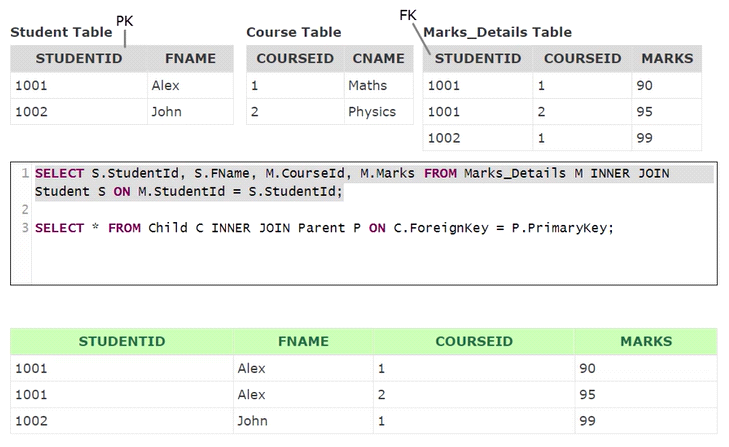 PK
FK
Student Table
Course Table
Marks_Details Table
STUDENTID FNAME
COURSEID CNAME
STUDENTID COURSEID MARKS
1001 Alex
1 Maths
1001 1 90
1002 John
2 Physics
1001 2 95
1002 1 99
1 SELECT S.StudentId, S.FName, M.CourseId, M.Marks FROM Marks_Details M INNER JOIN
Student S ON M.StudentId = S.StudentId;
2
3 SELECT * FROM Child C INNER JOIN Parent P ON C.ForeignKey = P.PrimaryKey;
STUDENTID FNAME COURSEID MARKS
1001 Alex 1 90
1001 Alex 2 95
1002 John 1 99